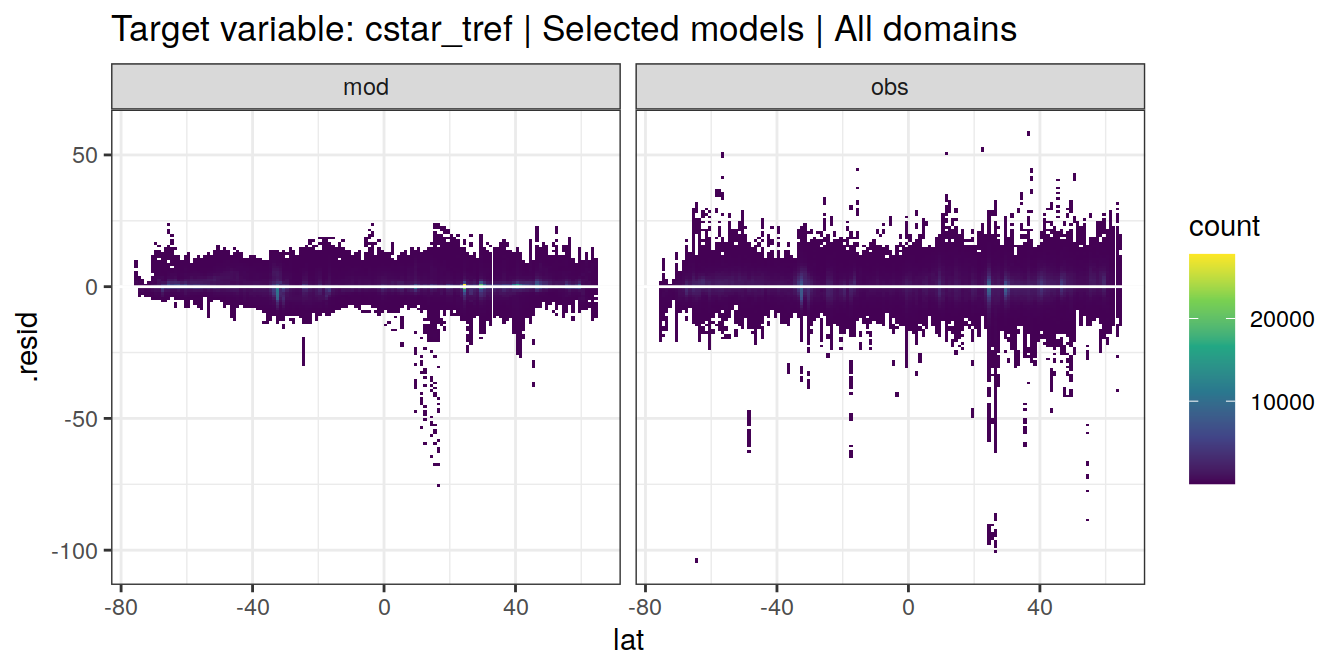 Target variable: cstar_tref | Selected models | All domains
mod
obs
50
0
-50
-100
.resid
-80
-40
0
40
-80
-40
0
40
lat
count
20000
10000